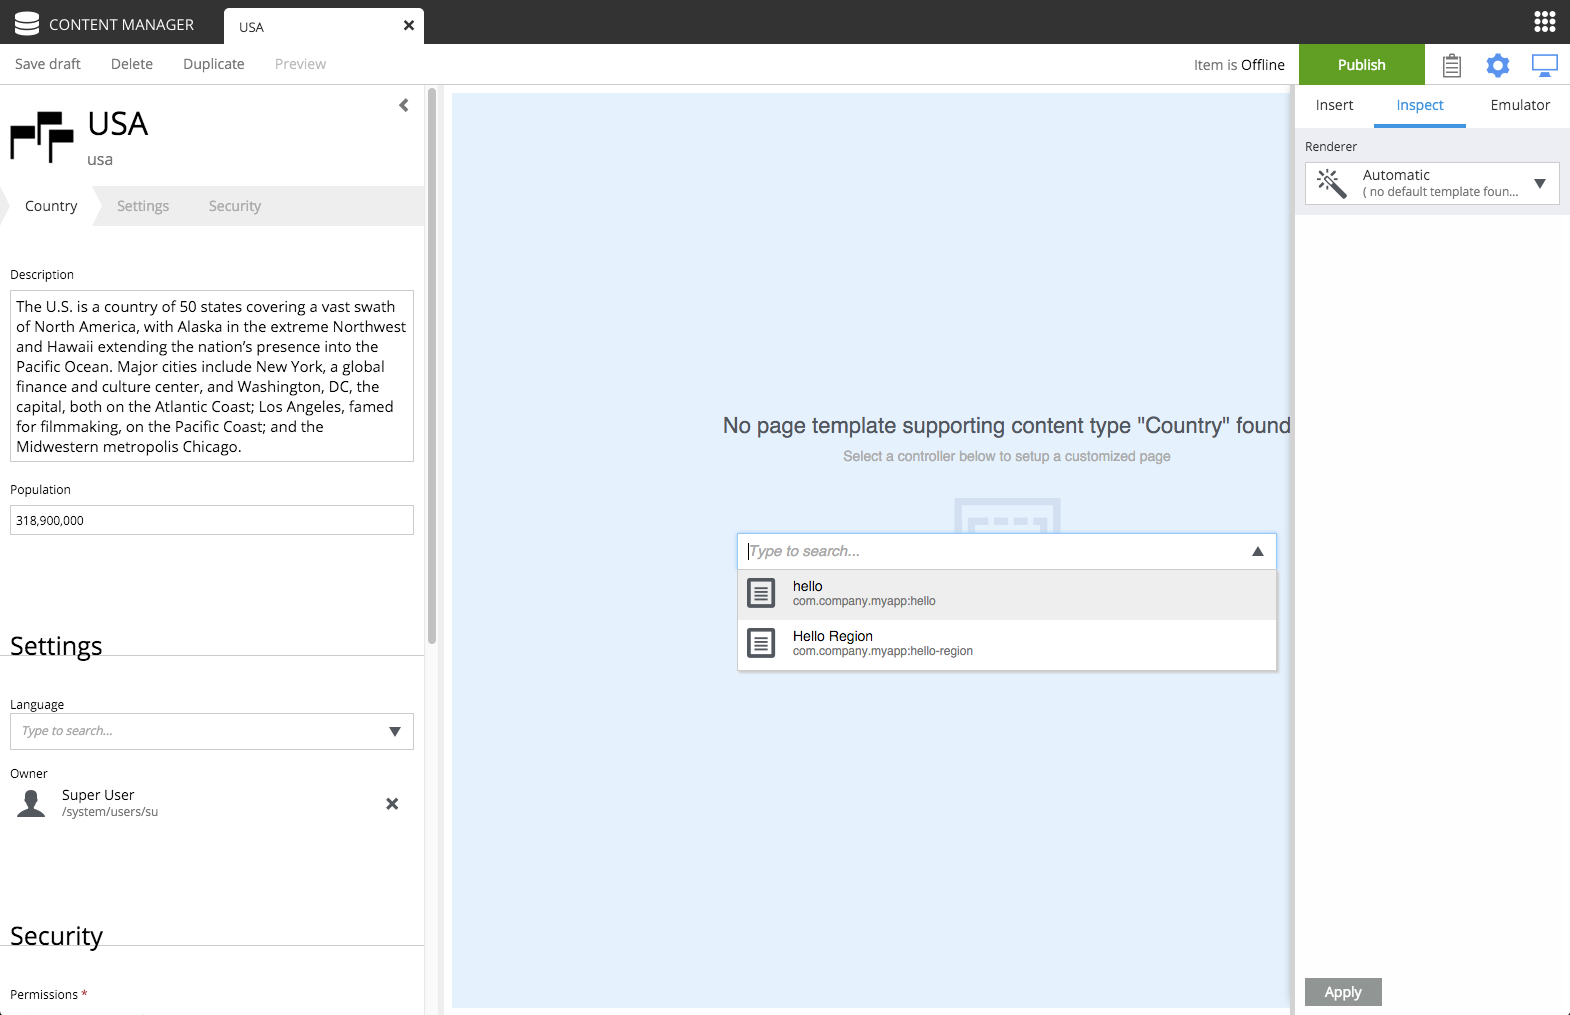 CONTENT MANAGER
USA
Save draft
Delete
Duplicate
Preview
Item is Offline
Publish
USA
usa
Country
Settings
Security
Description
The U.S. is a country of 50 states covering a vast swath
of North America, with Alaska in the extreme Northwest
and Hawaii extending the nation’s presence into the
Pacific Ocean. Major cities include New York, a global
finance and culture center, and Washington, DC, the
capital, both on the Atlantic Coast; Los Angeles, famed
for filmmaking, on the Pacific Coast; and the
Midwestern metropolis Chicago.
Population
318,900,000
Settings
Language
Type to search...
Owner
Super User
/system/users/su
Security
Permissions *
No page template supporting content type "Country" found
Select a controller below to setup a customized page
Type to search...
hello
com.company.myapp:hello
Hello Region
com.company.myapp:hello-region
Insert
Inspect
Emulator
Renderer
Automatic
( no default template foun...
Apply